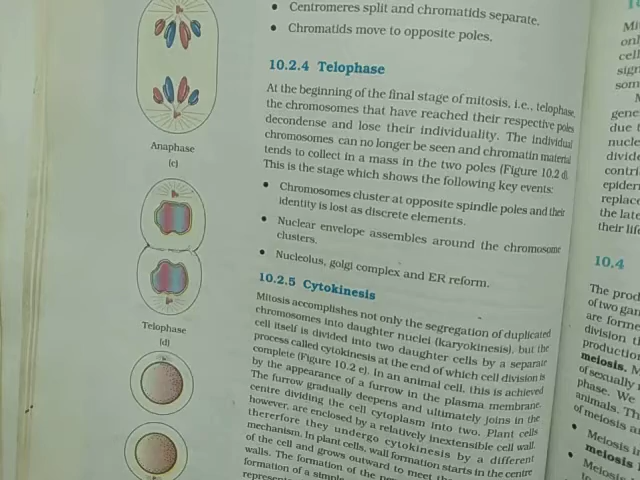 Centromeres split and chromatids separate.
Chromatids move to opposite poles.
10.2.4 Telophase
At the beginning of the final stage of mitosis, i.e., telophase,
the chromosomes that have reached their respective poles
decondense and lose their individuality. The individual
chromosomes can no longer be seen and chromatin material
tends to collect in a mass in the two poles (Figure 10.2 d).
This is the stage which shows the following key events:
Chromosomes cluster at opposite spindle poles and their
identity is lost as discrete elements.
Nuclear envelope assembles around the chromosome
clusters.
Nucleolus, golgi complex and ER reform.
10.2.5 Cytokinesis
Mitosis accomplishes not only the segregation of duplicated
chromosomes into daughter nuclei (karyokinesis), but the
cell itself is divided into two daughter cells by a separate
process called cytokinesis at the end of which cell division is
complete (Figure 10.2 e). In an animal cell, this is achieved
by the appearance of a furrow in the plasma membrane.
The furrow gradually deepens and ultimately joins in the
centre dividing the cell cytoplasm into two. Plant cells
however, are enclosed by a relatively inextensible cell wall,
therefore they undergo cytokinesis by a different
mechanism. In plant cells, wall formation starts in the centre
of the cell and grows outward to meet the
walls. The formation of the
formation of a simple
Anaphase
(c)
Telophase
(d)
10.4
The prod
of two gan
are forme
division th
production
meiosis. M
of sexually
phase. We
animals. Th
of meiosis a
Meiosis in
meiosis
Meiosis